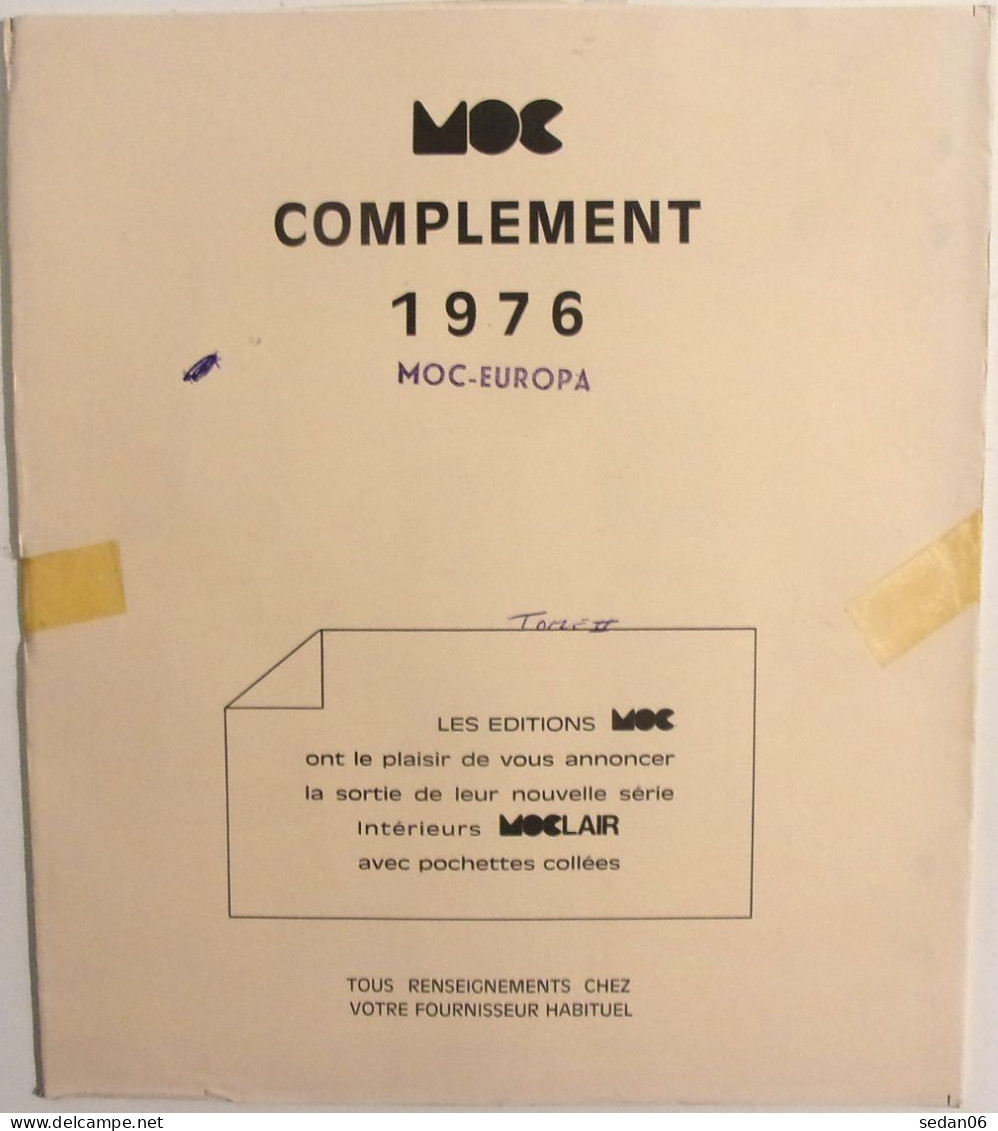 MOC
COMPLEMENT
1976
MOC-EUROPA
TOME II
LES EDITIONS MOC
ont le plaisir de vous annoncer
la sortie de leur nouvelle série
Intérieurs MOCLAIR
avec pochettes collées
TOUS RENSEIGNEMENTS CHEZ
VOTRE FOURNISSEUR HABITUEL
delcampe.net
sedan06